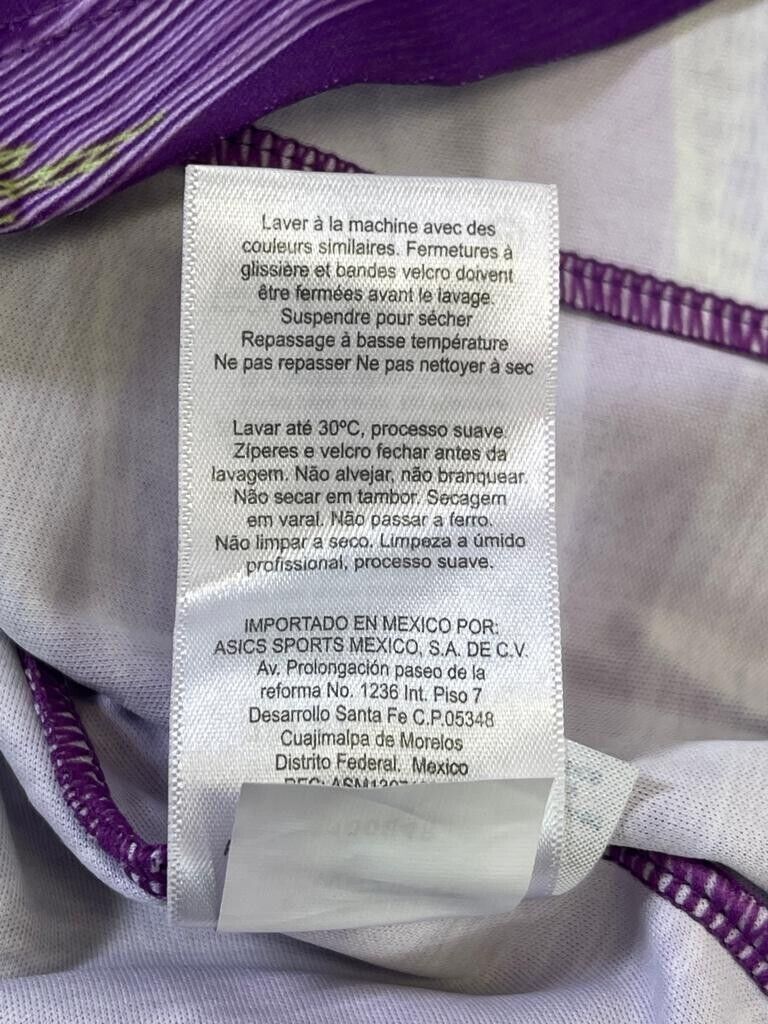 Laver à la machine avec des
couleurs similaires. Fermetures à
glissière et bandes velcro doivent
être fermées avant le lavage.
Suspendre pour sécher
Repassage à basse température
Ne pas repasser Ne pas nettoyer à sec
Lavar até 30ºC, processo suave.
Zíperes e velcro fechar antes da
lavagem. Não alvejar, não branquear.
Não secar em tambor. Secagem
em varal. Não passar a ferro.
Não limpar a seco. Limpeza a úmido
profissional, processo suave.
IMPORTADO EN MEXICO POR:
ASICS SPORTS MEXICO, S.A. DE C.V.
Av. Prolongación paseo de la
reforma No. 1236 Int. Piso 7
Desarrollo Santa Fe C.P.05348
Cuajimalpa de Morelos
Distrito Federal. Mexico